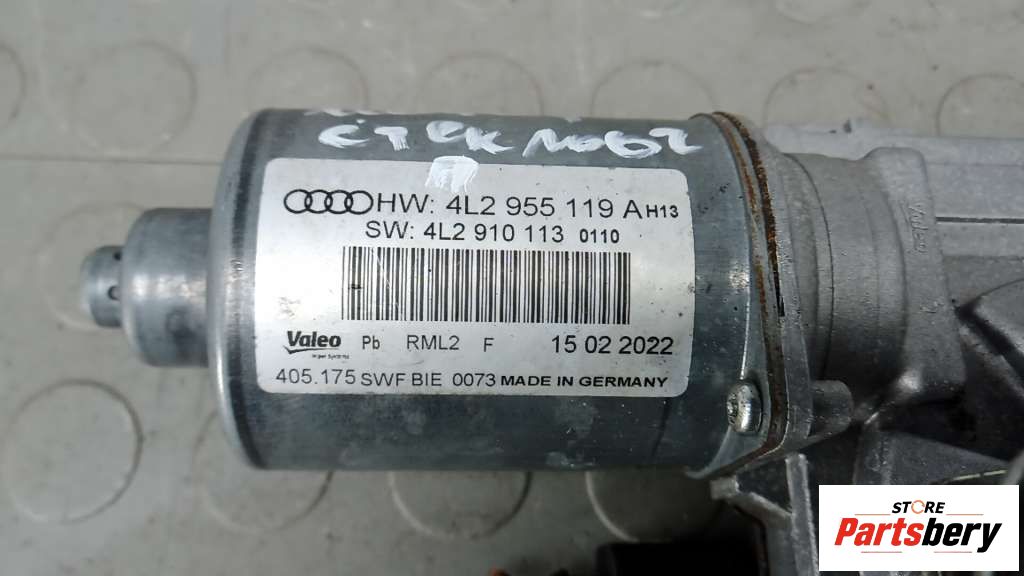 HW: 4L2 955 119 A H13
SW: 4L2 910 113 0110
Valeo Pb RML2 F 15 02 2022
405.175 SWF BIE 0073 MADE IN GERMANY
STORE
Partsbery